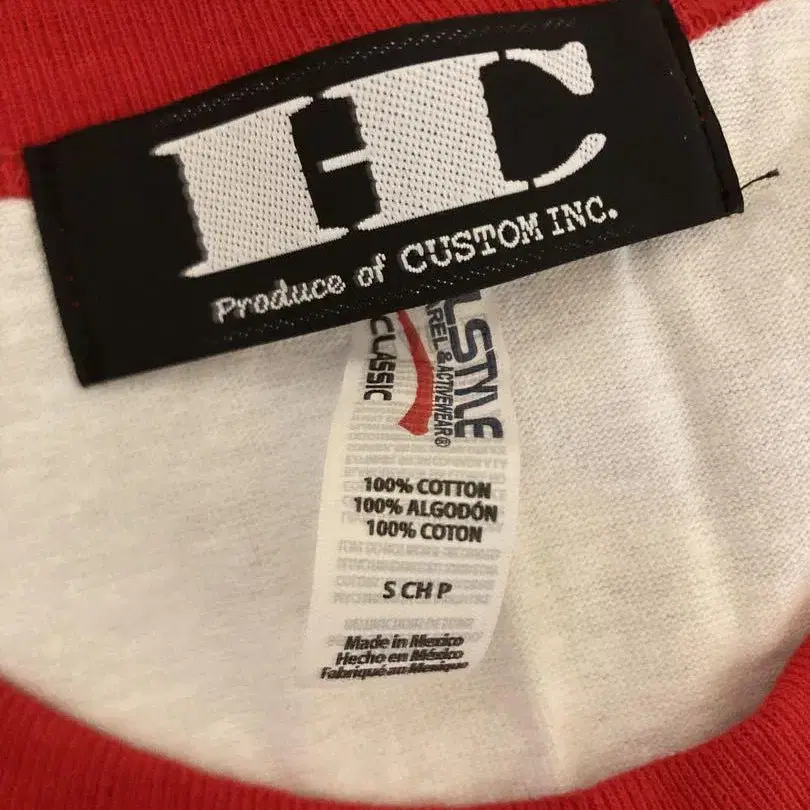 HC
Produce of CUSTOM INC.
LSTYLE
AREL & ACTIVEWEAR®
CLASSIC
100% COTTON
100% ALGODÓN
100% COTON
S CH P
Made in Mexico
Hecho en México
Fabriqué au Mexique